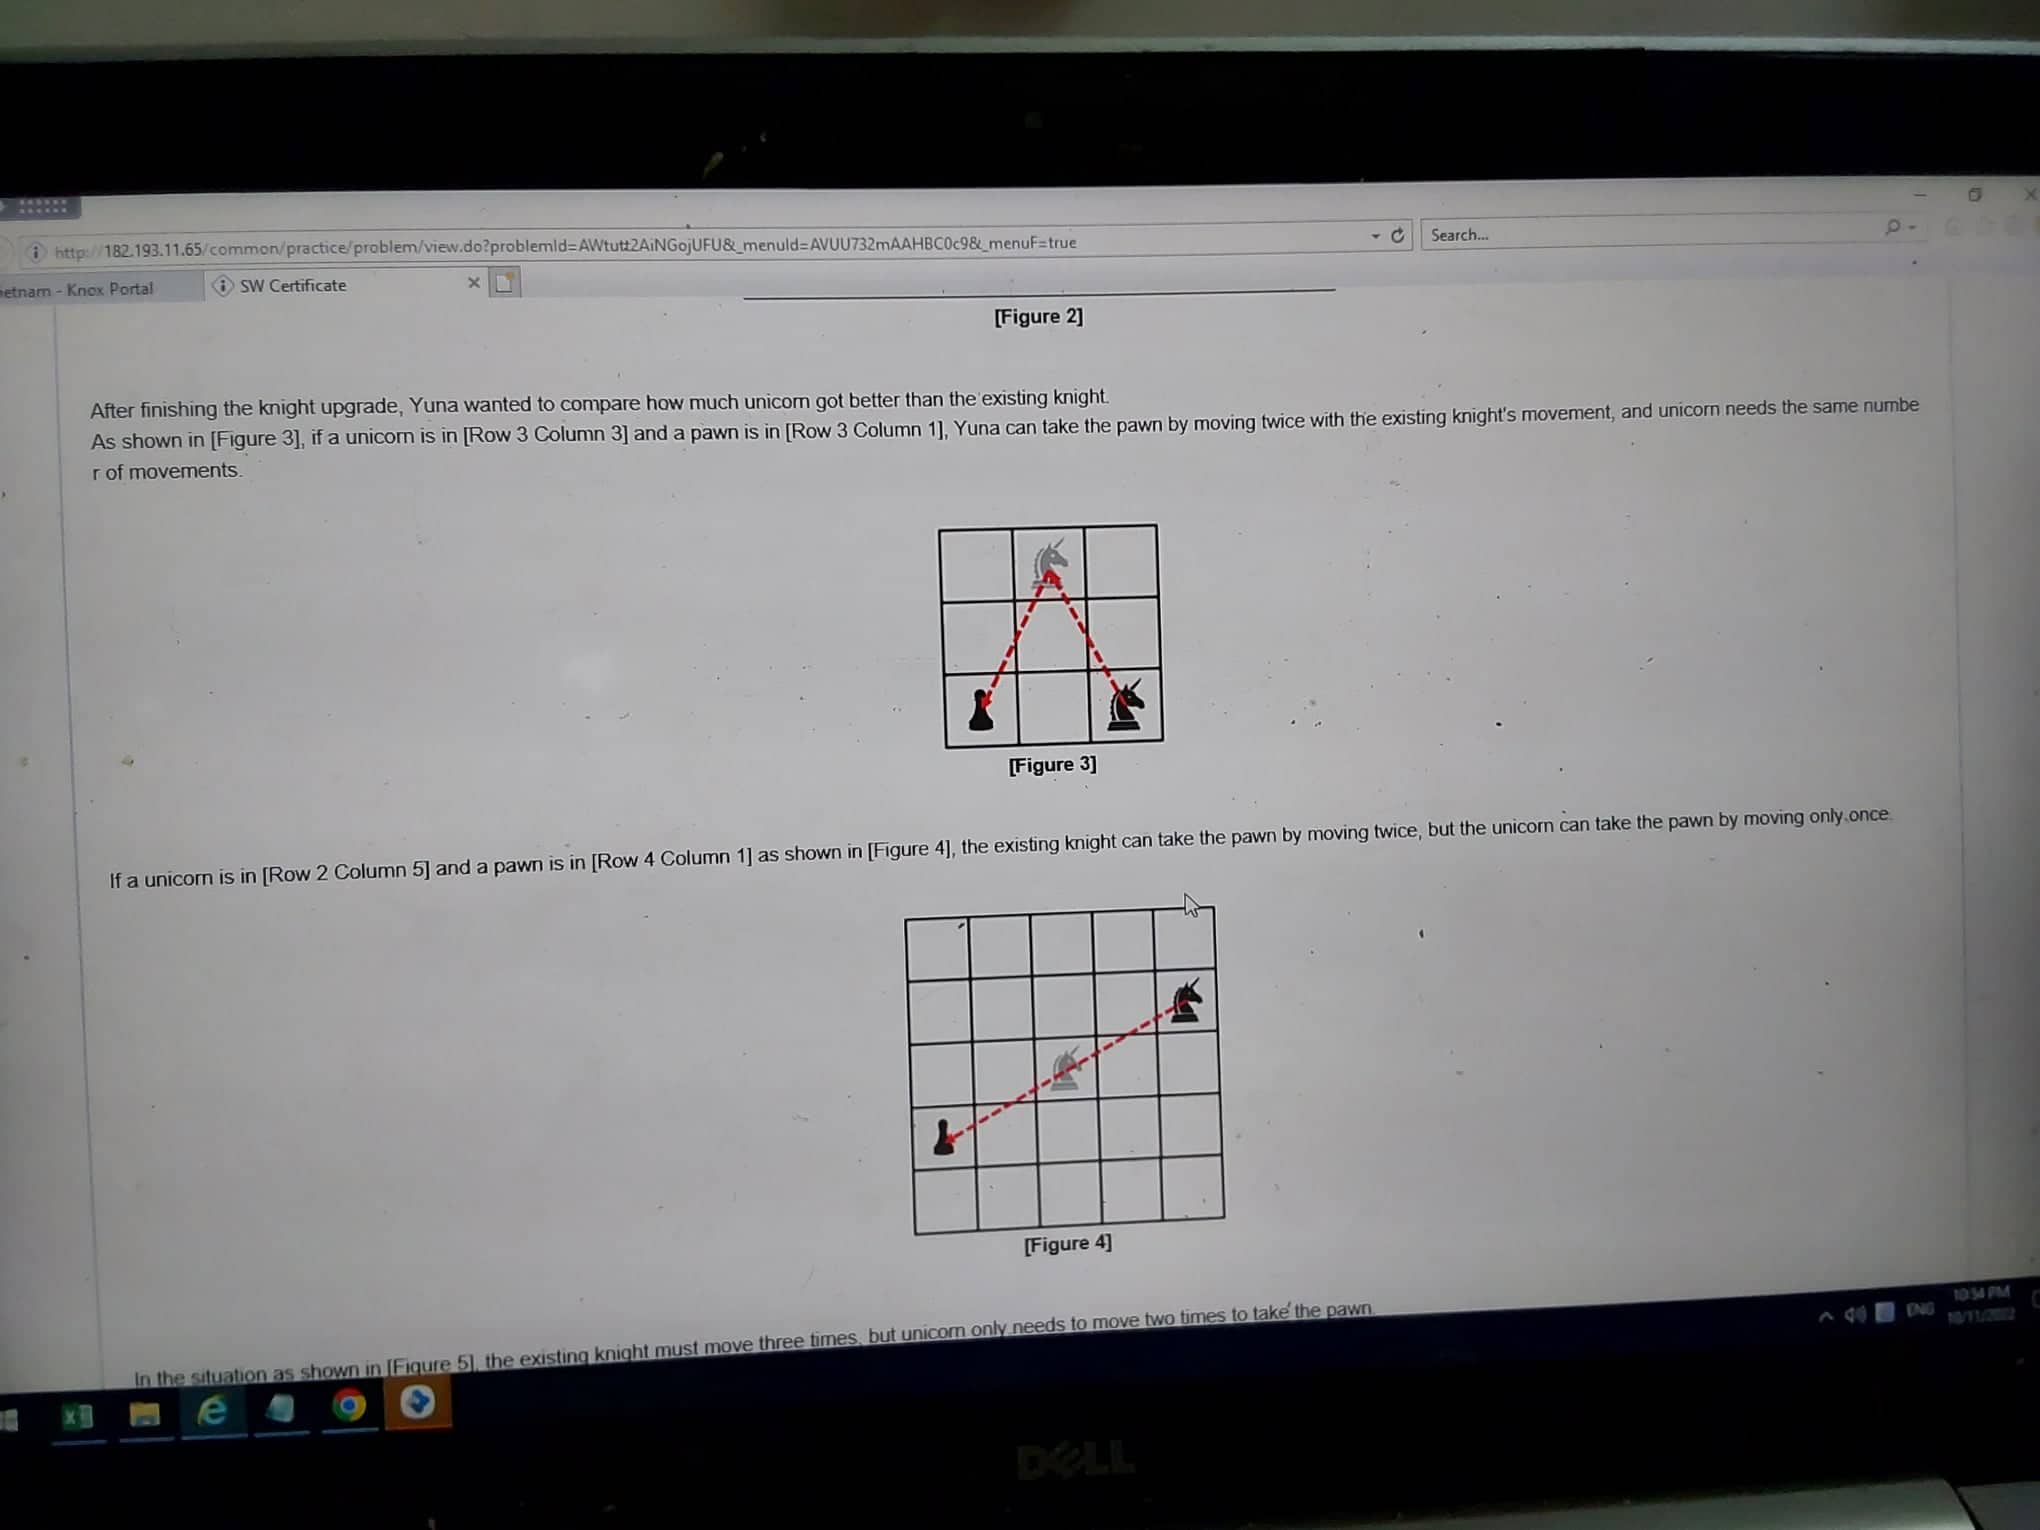 http://182.193.11.65/common/practice/problem/view.do?problemId=AWtutt2AiNGojUFU&_menuId=AVUU732mAAHBC0c9&_menuF=true
Search...
etnam - Knox Portal
SW Certificate
[Figure 2]
After finishing the knight upgrade, Yuna wanted to compare how much unicorn got better than the existing knight.
As shown in [Figure 3], if a unicorn is in [Row 3 Column 3] and a pawn is in [Row 3 Column 1], Yuna can take the pawn by moving twice with the existing knight's movement, and unicorn needs the same numbe
r of movements.
[Figure 3]
If a unicorn is in [Row 2 Column 5] and a pawn is in [Row 4 Column 1] as shown in [Figure 4], the existing knight can take the pawn by moving twice, but the unicorn can take the pawn by moving only once.
[Figure 4]
In the situation as shown in [Figure 5], the existing knight must move three times, but unicorn only needs to move two times to take the pawn.
ENG
10:54 PM
DELL